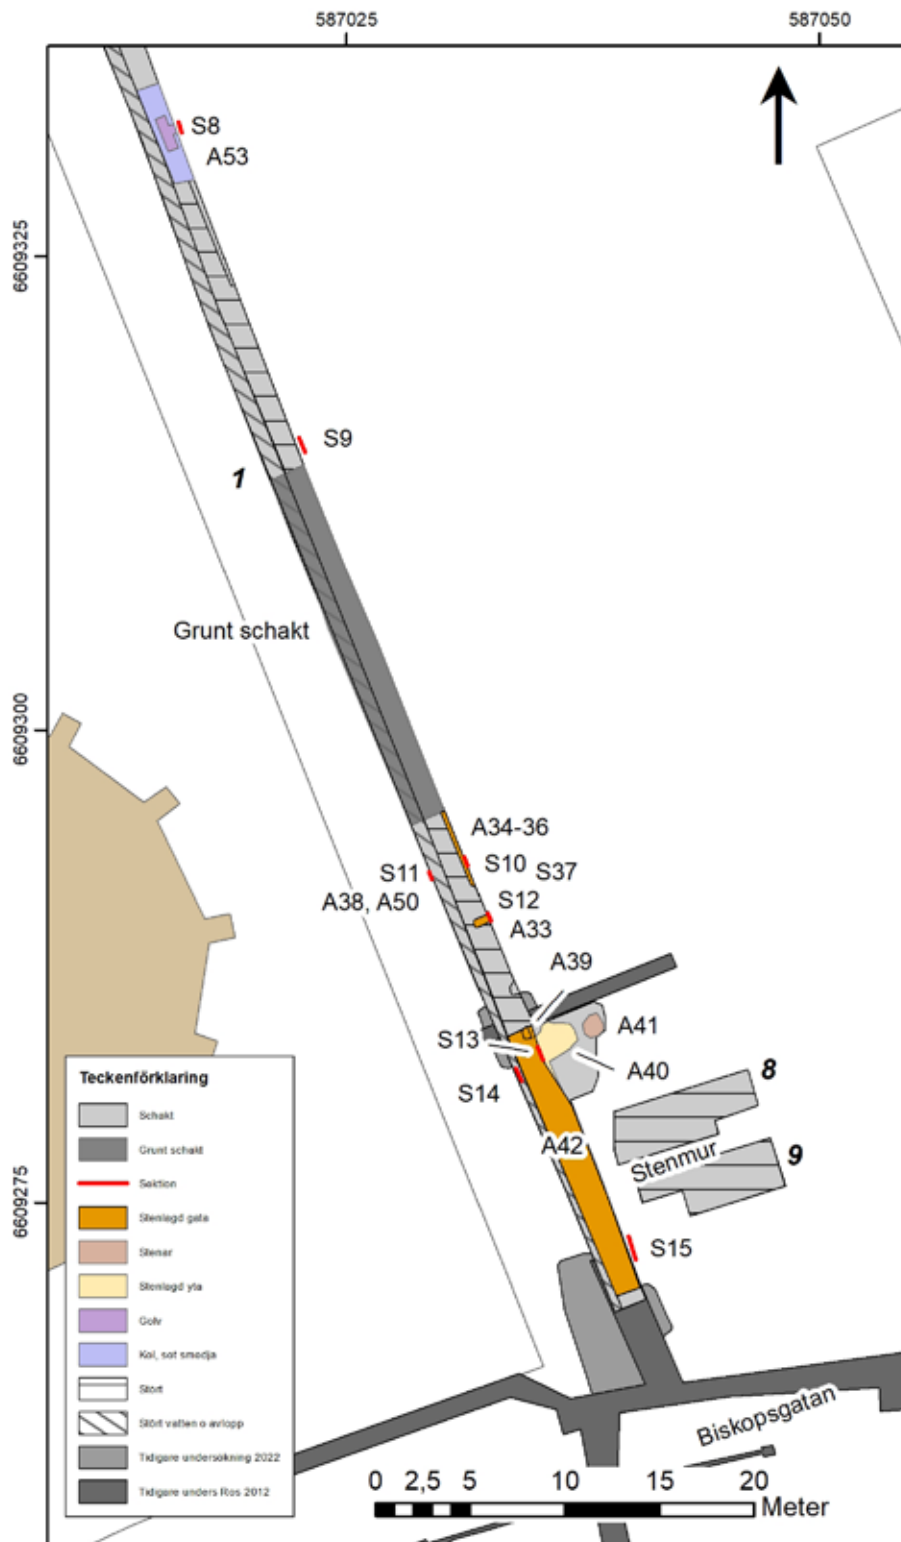 587025
587050
S8
A53
6609325
S9
1
Grunt schakt
6609300
A34-36
S10
S37
S11
A38, A50
S12
A33
A39
S13
A41
A40
S14
8
A42
Stenmur
9
6609275
S15
Teckenförklaring
Schakt
Grunt schakt
Sektion
Stenlagd gata
Stenar
Stenlagd yta
Golv
Kol, sot smedja
Stört
Stört vatten o avlopp
Tidigare undersökning 2022
Tidigare unders Ros 2012
Biskopsgatan
0 2,5 5 10 15 20
Meter